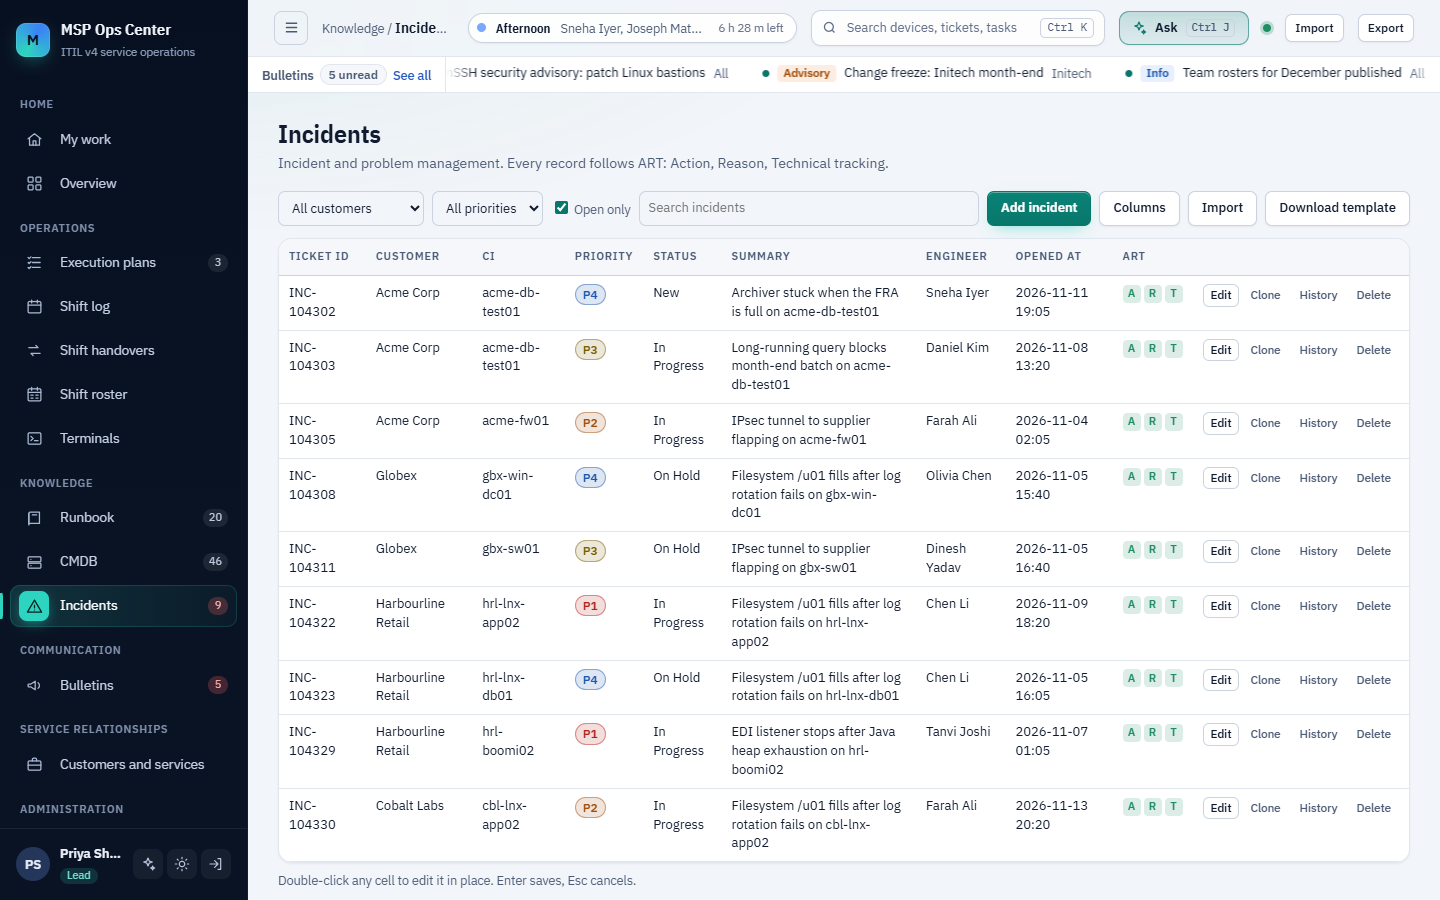 M
MSP Ops Center
ITIL v4 service operations
HOME
My work
Overview
OPERATIONS
Execution plans 3
Shift log
Shift handovers
Shift roster
Terminals
KNOWLEDGE
Runbook 20
CMDB 46
Incidents 9
COMMUNICATION
Bulletins 5
SERVICE RELATIONSHIPS
Customers and services
ADMINISTRATION
PS Priya Sh...
Lead
Knowledge / Incide...
Afternoon Sneha Iyer, Joseph Mat... 6 h 28 m left
Search devices, tickets, tasks Ctrl K
Ask Ctrl J
Import
Export
Bulletins 5 unread See all
SSH security advisory: patch Linux bastions All
Advisory Change freeze: Initech month-end Initech
Info Team rosters for December published All
Incidents
Incident and problem management. Every record follows ART: Action, Reason, Technical tracking.
All customers All priorities Open only Search incidents Add incident Columns Import Download template
TICKET ID CUSTOMER CI PRIORITY STATUS SUMMARY ENGINEER OPENED AT ART
INC- Acme Corp acme-db- P4 New Archiver stuck when the FRA Sneha Iyer 2026-11-11 A R T Edit Clone History Delete
104302 test01 is full on acme-db-test01 19:05
INC- Acme Corp acme-db- P3 In Long-running query blocks Daniel Kim 2026-11-08 A R T Edit Clone History Delete
104303 test01 Progress month-end batch on acme- 13:20
db-test01
INC- Acme Corp acme-fw01 P2 In IPsec tunnel to supplier Farah Ali 2026-11-04 A R T Edit Clone History Delete
104305 Progress flapping on acme-fw01 02:05
INC- Globex gbx-win- P4 On Hold Filesystem /u01 fills after log Olivia Chen 2026-11-05 A R T Edit Clone History Delete
104308 dc01 rotation fails on gbx-win- 15:40
dc01
INC- Globex gbx-sw01 P3 On Hold IPsec tunnel to supplier Dinesh 2026-11-05 A R T Edit Clone History Delete
104311 flapping on gbx-sw01 Yadav 16:40
INC- Harbourline hrl-lnx- P1 In Filesystem /u01 fills after log Chen Li 2026-11-09 A R T Edit Clone History Delete
104322 Retail app02 Progress rotation fails on hrl-lnx- 18:20
app02
INC- Harbourline hrl-lnx- P4 On Hold Filesystem /u01 fills after log Chen Li 2026-11-05 A R T Edit Clone History Delete
104323 Retail db01 rotation fails on hrl-lnx-db01 16:05
INC- Harbourline hrl- P1 In EDI listener stops after Java Tanvi Joshi 2026-11-07 A R T Edit Clone History Delete
104329 Retail boomi02 Progress heap exhaustion on hrl- 01:05
boomi02
INC- Cobalt Labs cbl-lnx- P2 In Filesystem /u01 fills after log Farah Ali 2026-11-13 A R T Edit Clone History Delete
104330 app02 Progress rotation fails on cbl-lnx- 20:20
app02
Double-click any cell to edit it in place. Enter saves, Esc cancels.